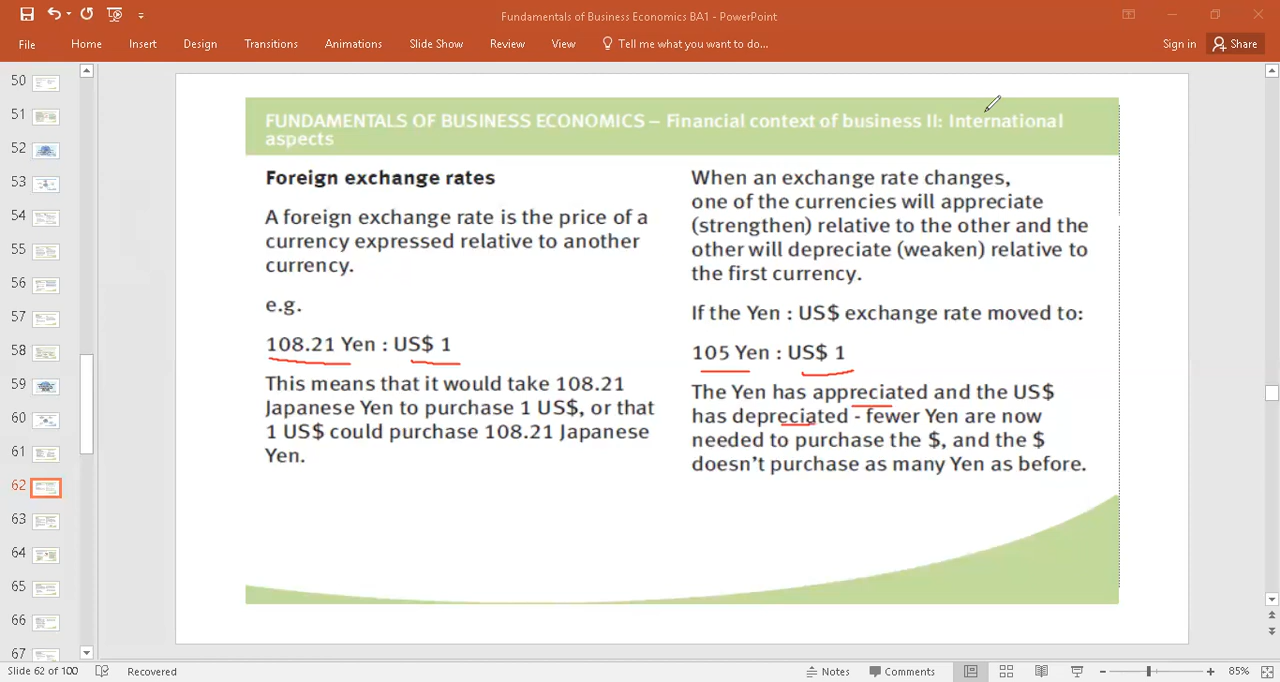 Fundamentals of Business Economics BA1 - PowerPoint
File Home Insert Design Transitions Animations Slide Show Review View Tell me what you want to do... Sign in Share
50
51
52
53
54
55
56
57
58
59
60
61
62
63
64
65
66
67
FUNDAMENTALS OF BUSINESS ECONOMICS – Financial context of business II: International
aspects
Foreign exchange rates
A foreign exchange rate is the price of a
currency expressed relative to another
currency.
e.g.
108.21 Yen : US$ 1
This means that it would take 108.21
Japanese Yen to purchase 1 US$, or that
1 US$ could purchase 108.21 Japanese
Yen.
When an exchange rate changes,
one of the currencies will appreciate
(strengthen) relative to the other and the
other will depreciate (weaken) relative to
the first currency.
If the Yen : US$ exchange rate moved to:
105 Yen : US$ 1
The Yen has appreciated and the US$
has depreciated - fewer Yen are now
needed to purchase the $, and the $
doesn't purchase as many Yen as before.
Slide 62 of 100 Recovered Notes Comments 85%